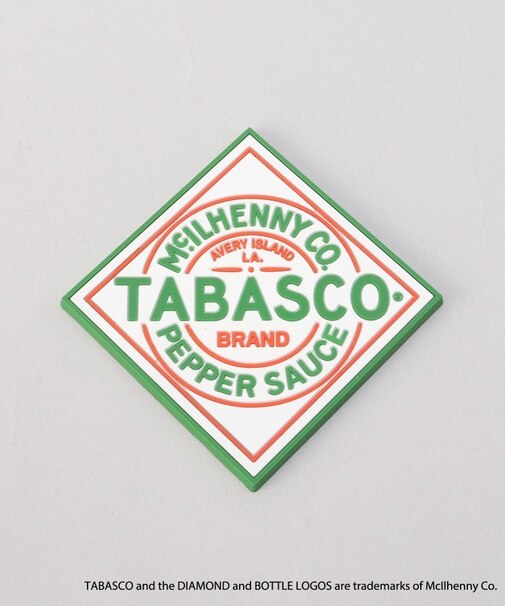 McILHENNY CO.
AVERY ISLAND
LA.
TABASCO®
BRAND
PEPPER SAUCE
TABASCO and the DIAMOND and BOTTLE LOGOS are trademarks of McIlhenny Co.